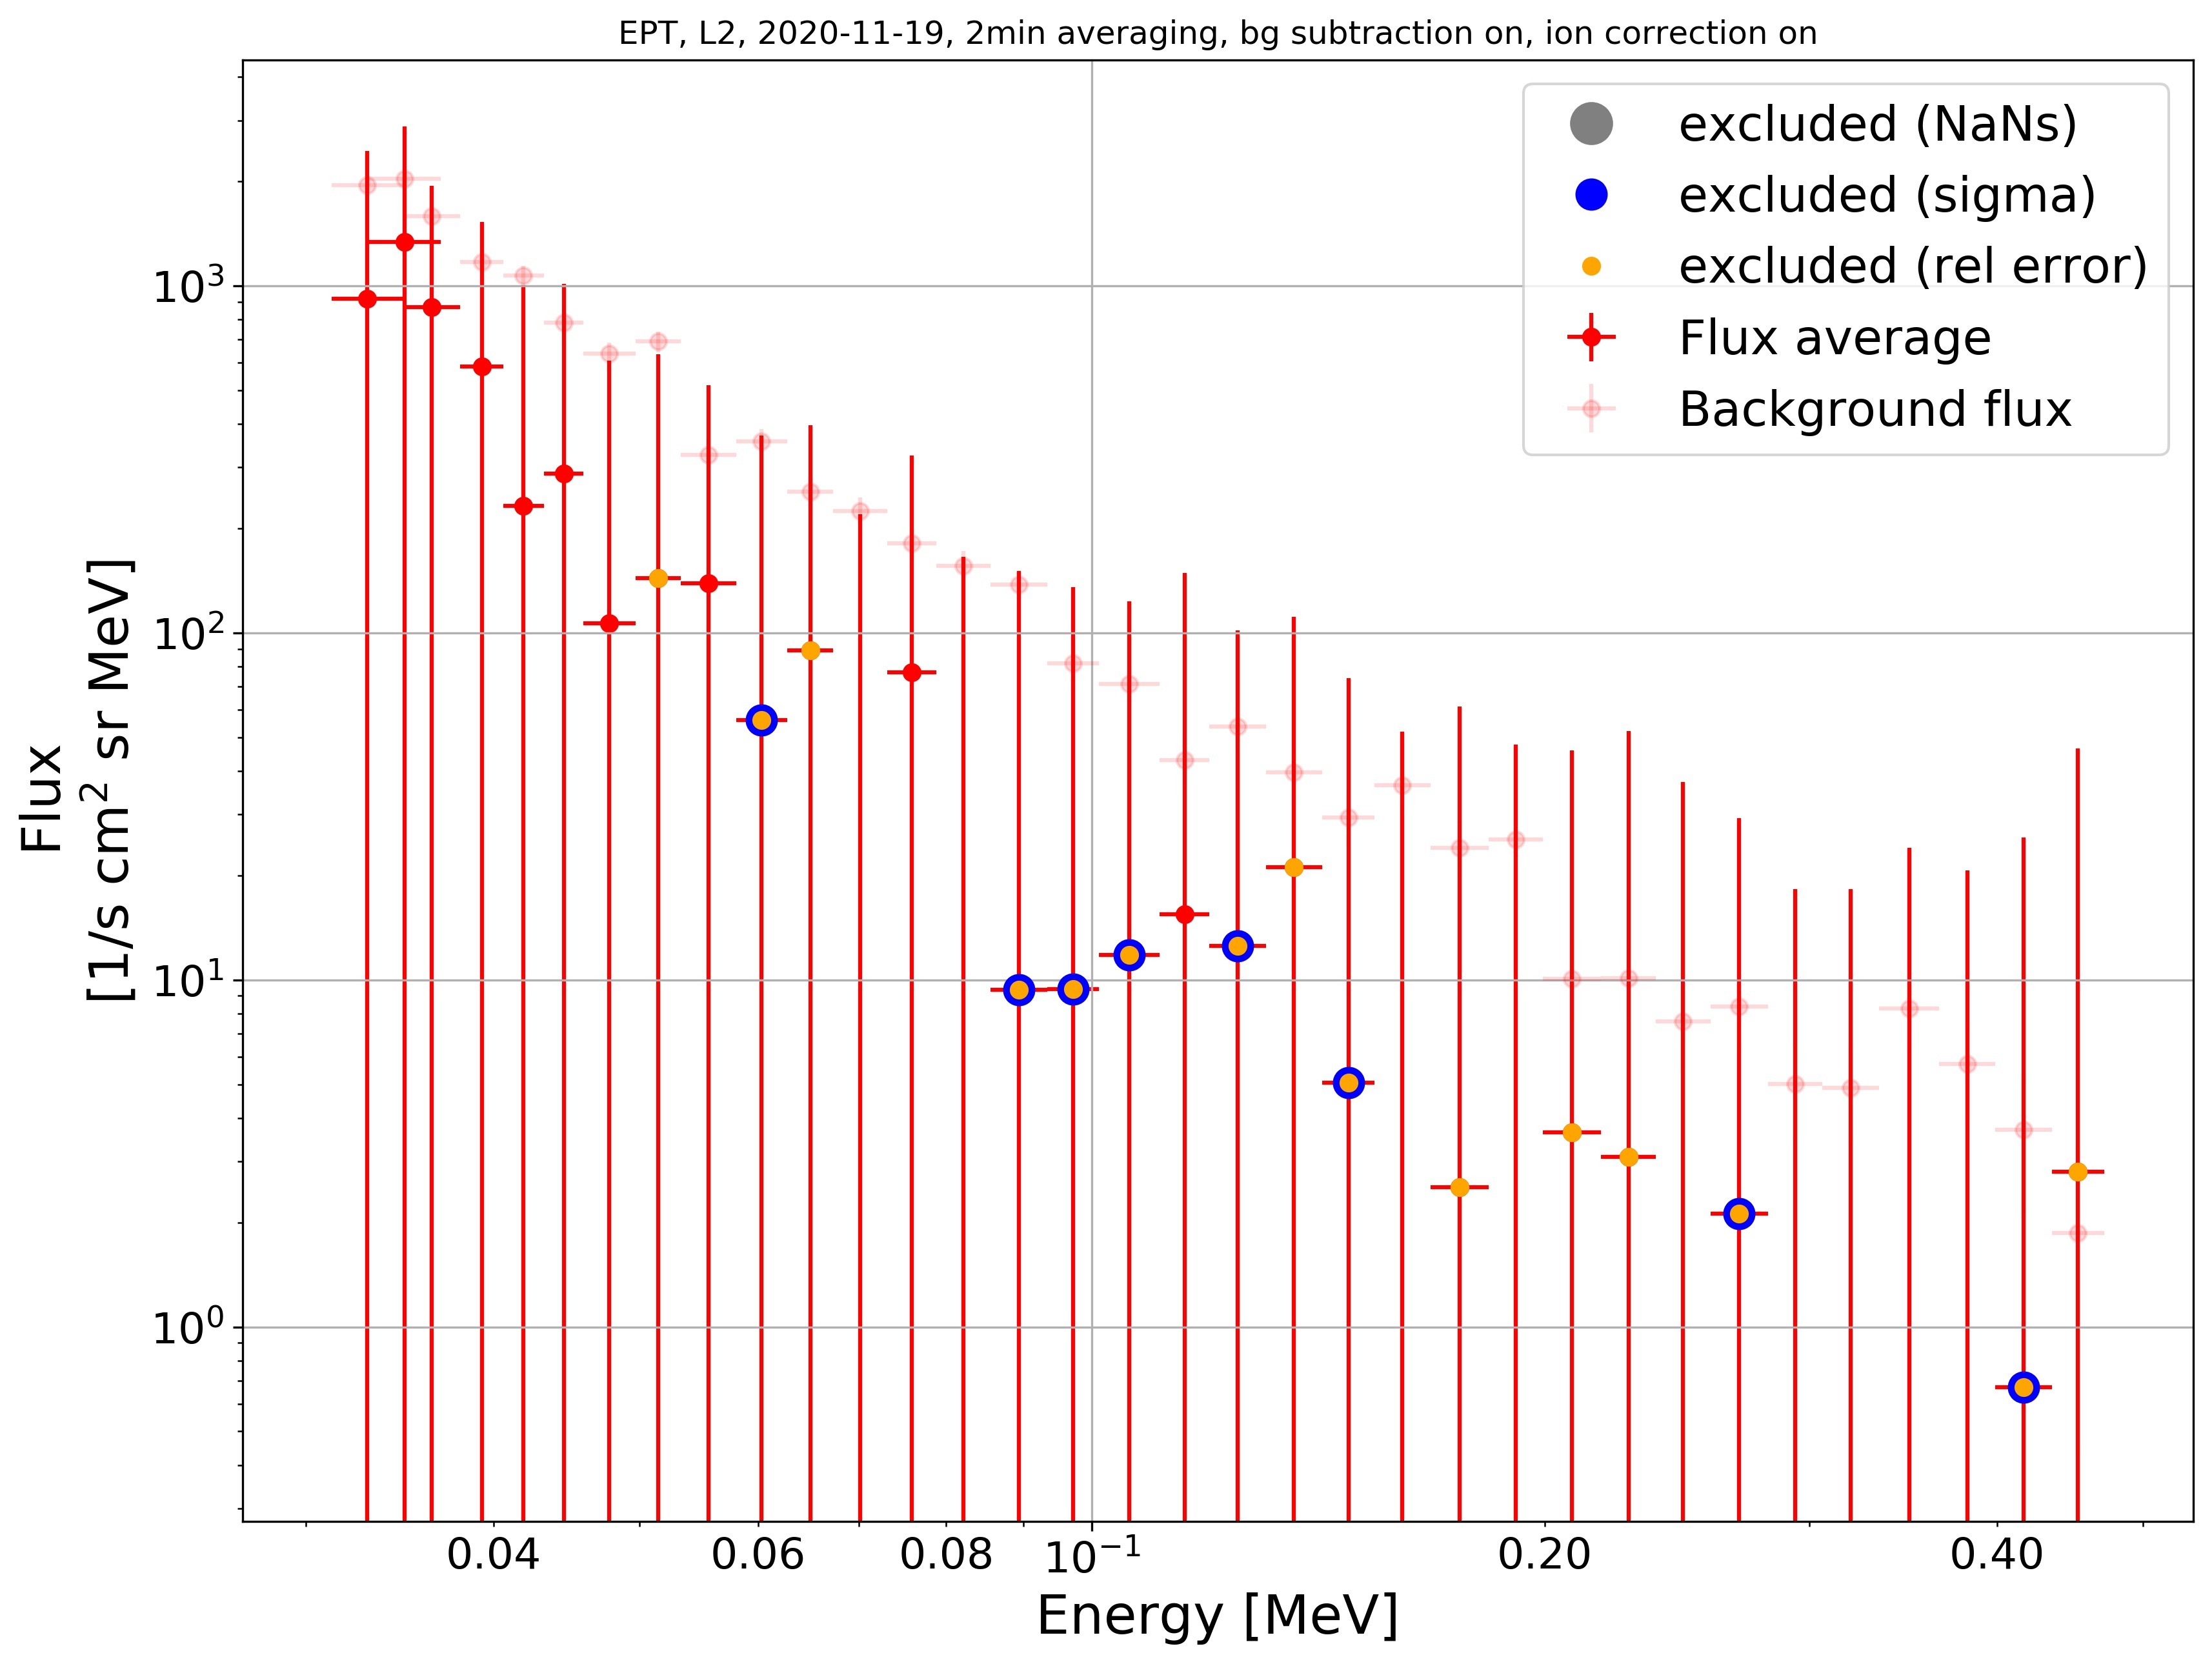 EPT, L2, 2020-11-19, 2min averaging, bg subtraction on, ion correction on
excluded (NaNs)
excluded (sigma)
excluded (rel error)
Flux average
Background flux
Flux
[1/s cm² sr MeV]
10³
10²
10¹
10⁰
0.04
0.06
0.08
10⁻¹
0.20
0.40
Energy [MeV]